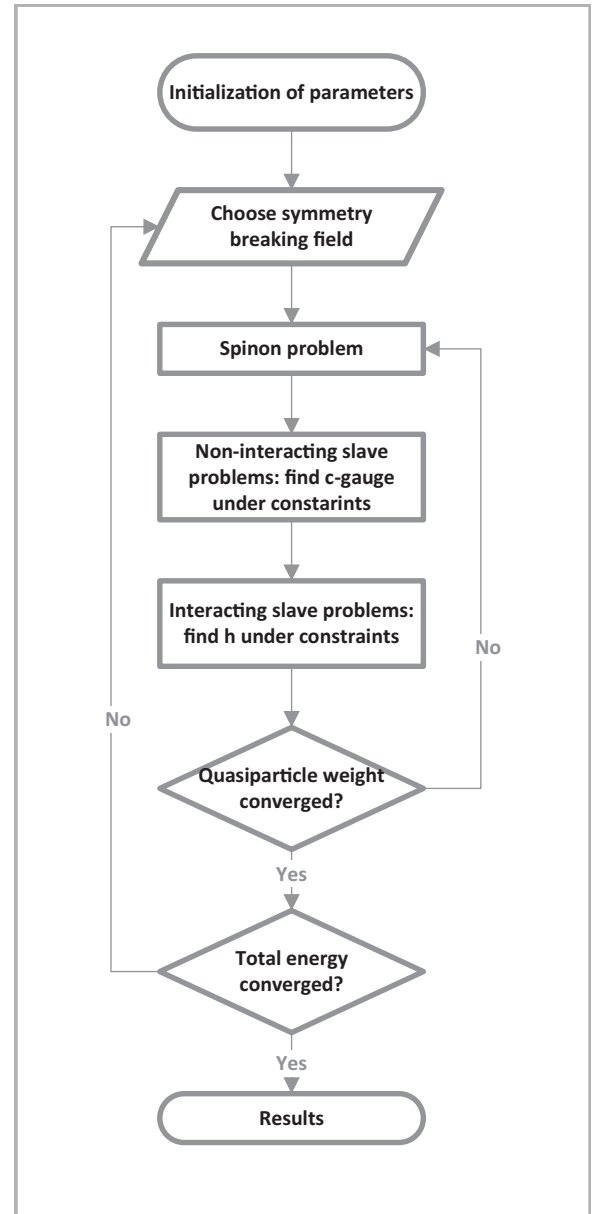 Initialization of parameters
Choose symmetry
breaking field
Spinon problem
Non-interacting slave
problems: find c-gauge
under constarints
Interacting slave problems:
find h under constraints
No
No
Quasiparticle weight
converged?
Yes
Total energy
converged?
Yes
Results